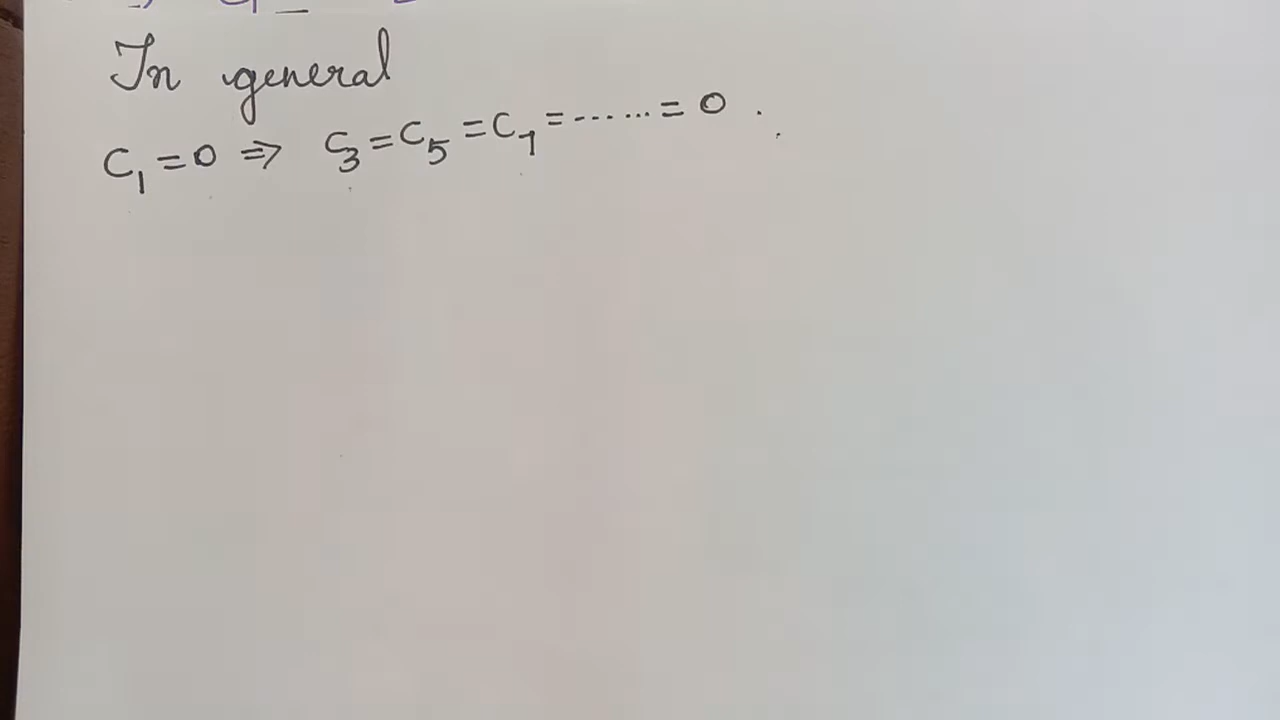 In general
C₁ = 0 ⇒ C₃ = C₅ = C₇ = ...... = 0 .